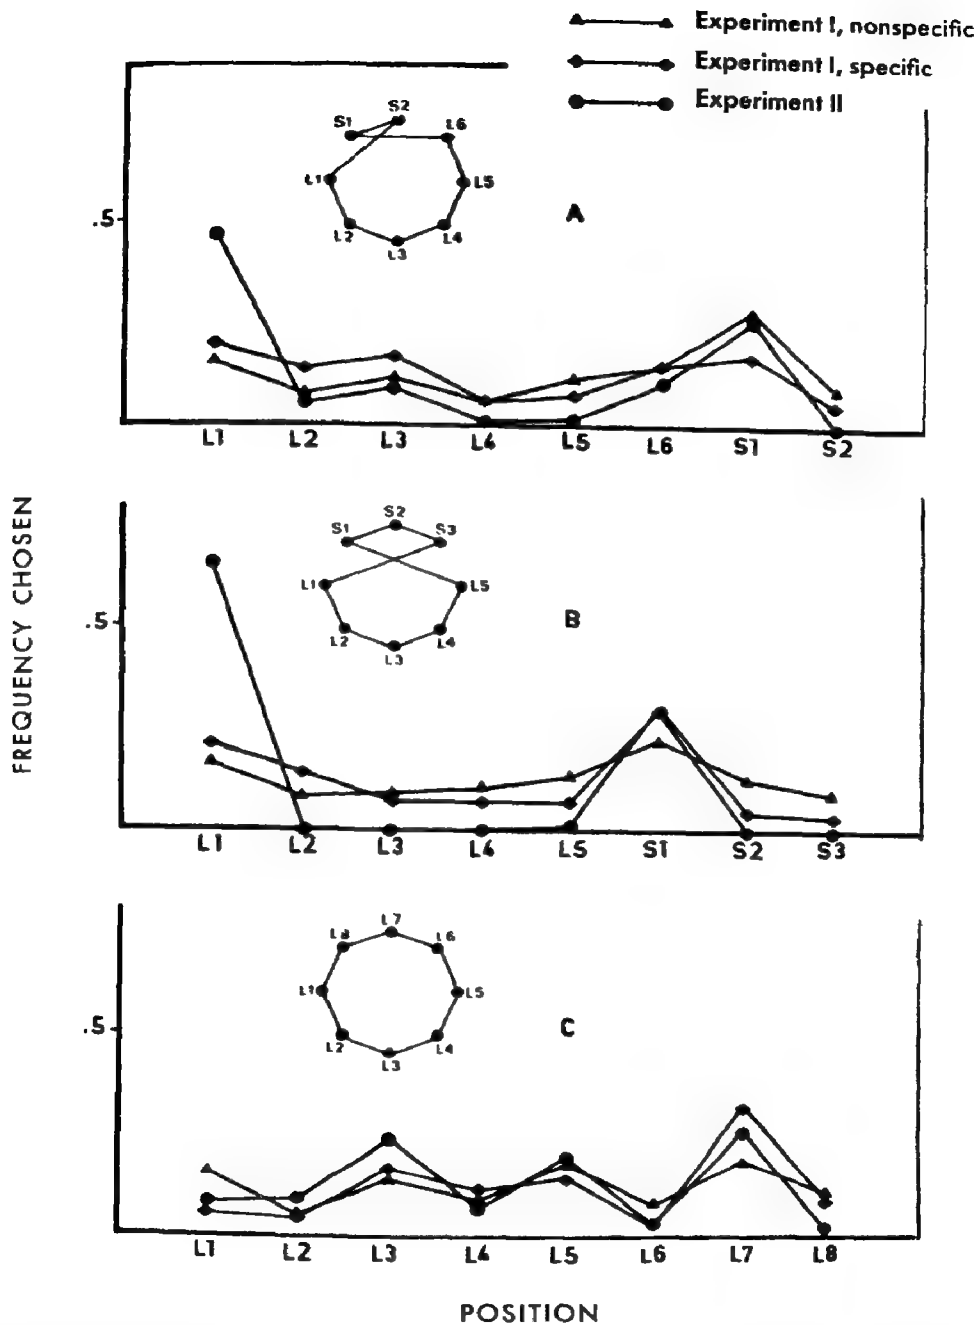 Experiment I, nonspecific
Experiment I, specific
Experiment II
FREQUENCY CHOSEN
.5
A
S1 S2 L6
L1 L5
L2 L3 L4
L1 L2 L3 L4 L5 L6 S1 S2
.5
B
S1 S2 S3
L1 L5
L2 L3 L4
L1 L2 L3 L4 L5 S1 S2 S3
.5
C
L8 L7 L6
L1 L5
L2 L3 L4
L1 L2 L3 L4 L5 L6 L7 L8
POSITION